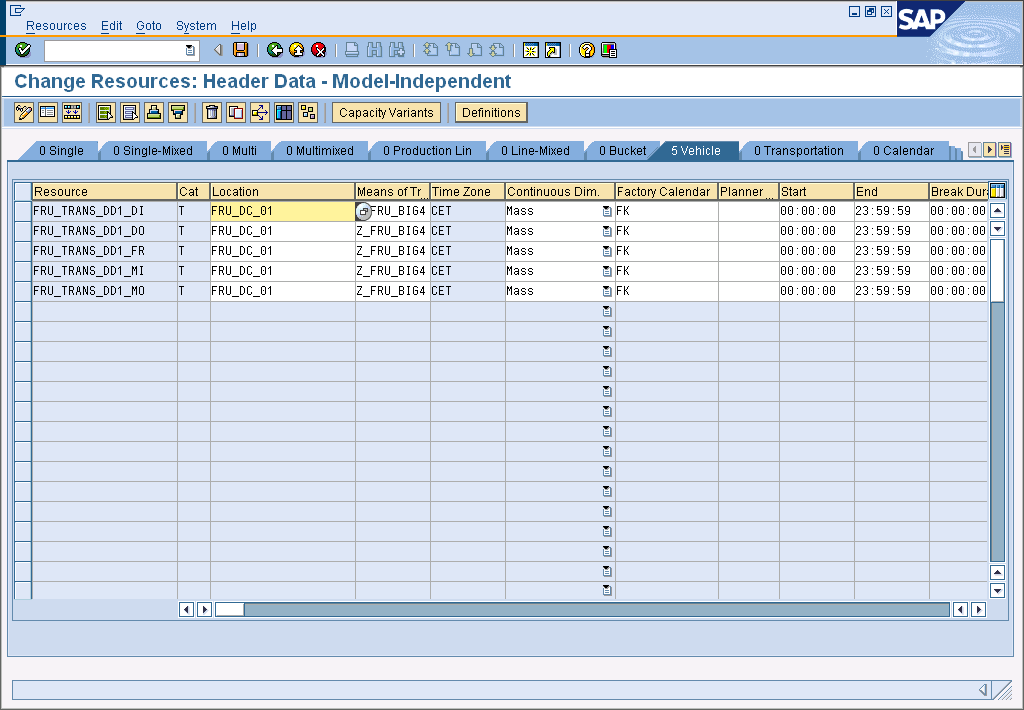 Resources Edit Goto System Help
SAP
Change Resources: Header Data - Model-Independent
Capacity Variants Definitions
0 Single 0 Single-Mixed 0 Multi 0 Multimixed 0 Production Lin 0 Line-Mixed 0 Bucket 5 Vehicle 0 Transportation 0 Calendar
Resource Cat Location Means of Tr... Time Zone Continuous Dim. Factory Calendar Planner ... Start End Break Dura
FRU_TRANS_DD1_DI T FRU_DC_01 FRU_BIG4 CET Mass FK 00:00:00 23:59:59 00:00:00
FRU_TRANS_DD1_DO T FRU_DC_01 Z_FRU_BIG4 CET Mass FK 00:00:00 23:59:59 00:00:00
FRU_TRANS_DD1_FR T FRU_DC_01 Z_FRU_BIG4 CET Mass FK 00:00:00 23:59:59 00:00:00
FRU_TRANS_DD1_MI T FRU_DC_01 Z_FRU_BIG4 CET Mass FK 00:00:00 23:59:59 00:00:00
FRU_TRANS_DD1_MO T FRU_DC_01 Z_FRU_BIG4 CET Mass FK 00:00:00 23:59:59 00:00:00